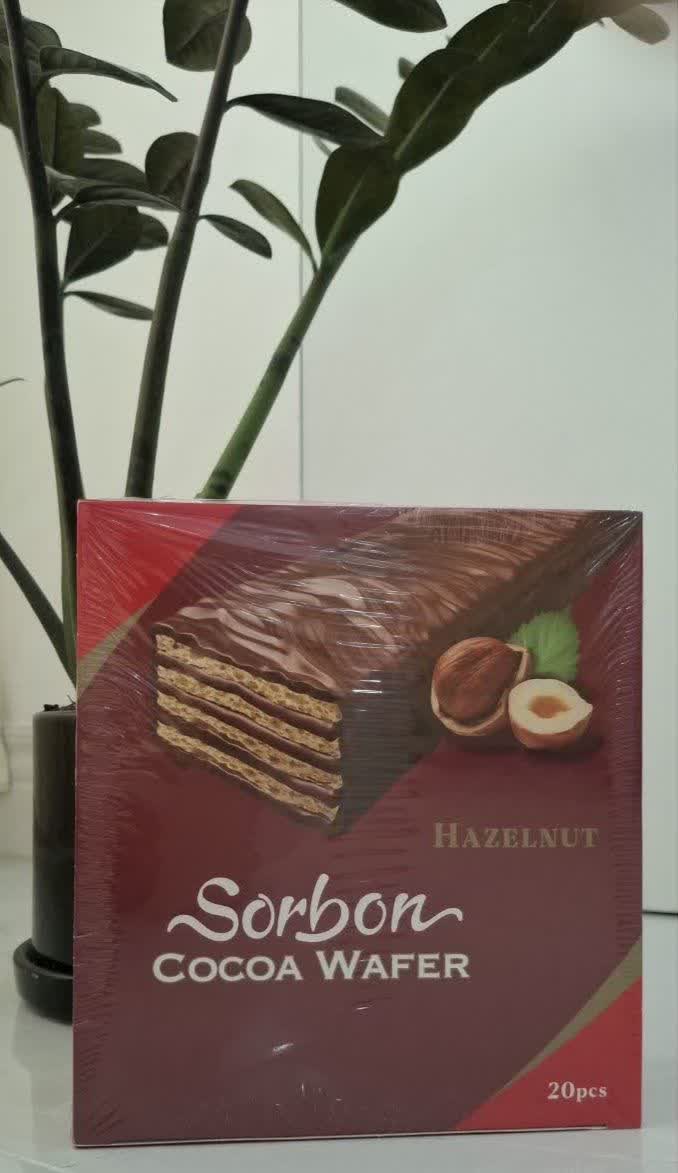 HAZELNUT
Sorbon
COCOA WAFER
20pcs